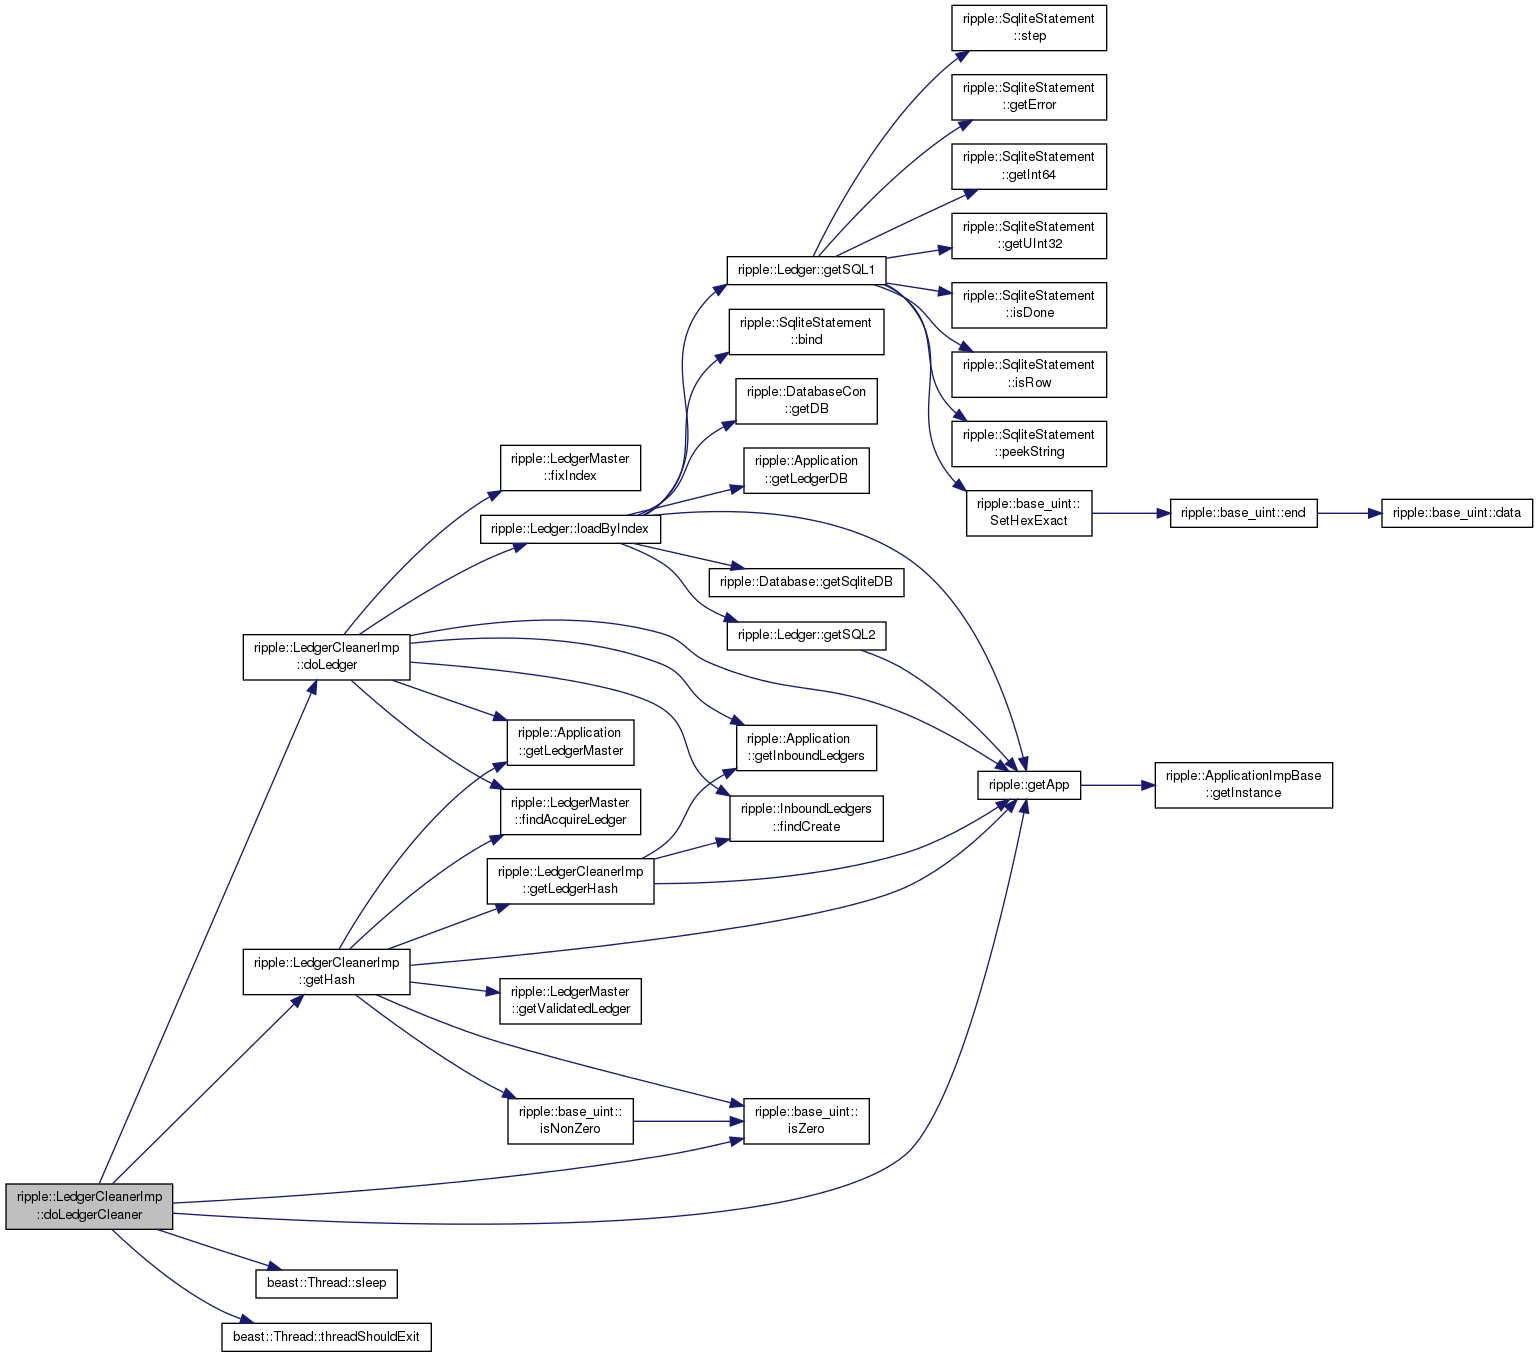 ripple::SqliteStatement
::step
ripple::SqliteStatement
::getError
ripple::SqliteStatement
::getInt64
ripple::SqliteStatement
::getUInt32
ripple::Ledger::getSQL1
ripple::SqliteStatement
::isDone
ripple::SqliteStatement
::bind
ripple::SqliteStatement
::isRow
ripple::DatabaseCon
::getDB
ripple::SqliteStatement
::peekString
ripple::LedgerMaster
::fixIndex
ripple::Application
::getLedgerDB
ripple::base_uint::
SetHexExact
ripple::base_uint::end
ripple::base_uint::data
ripple::Ledger::loadByIndex
ripple::Database::getSqliteDB
ripple::Ledger::getSQL2
ripple::LedgerCleanerImp
::doLedger
ripple::Application
::getLedgerMaster
ripple::Application
::getInboundLedgers
ripple::getApp
ripple::ApplicationImpBase
::getInstance
ripple::LedgerMaster
::findAcquireLedger
ripple::InboundLedgers
::findCreate
ripple::LedgerCleanerImp
::getLedgerHash
ripple::LedgerCleanerImp
::getHash
ripple::LedgerMaster
::getValidatedLedger
ripple::base_uint::
isNonZero
ripple::base_uint::
isZero
ripple::LedgerCleanerImp
::doLedgerCleaner
beast::Thread::sleep
beast::Thread::threadShouldExit